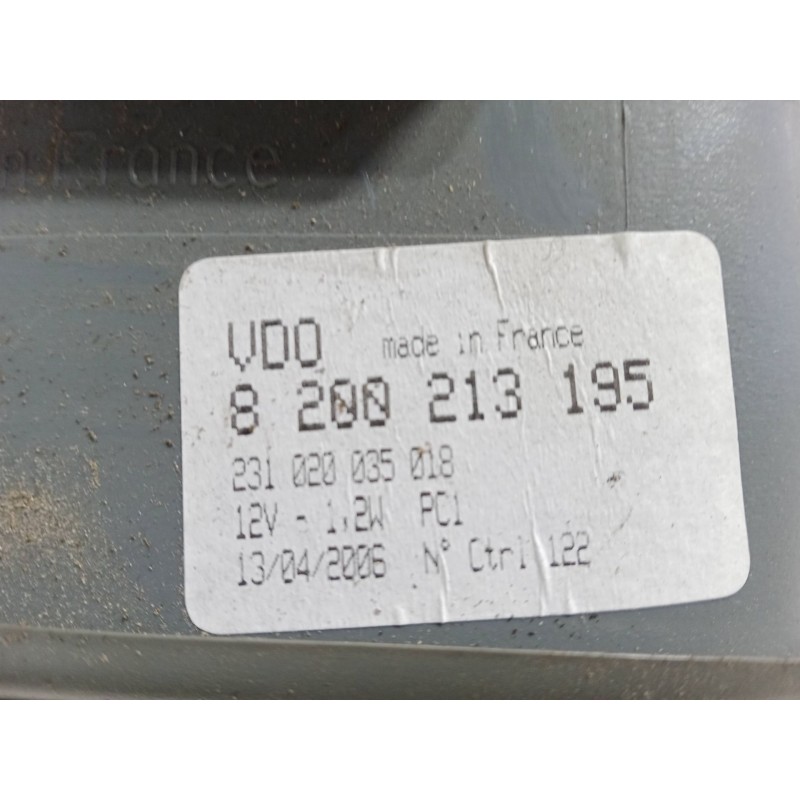 n France
VDO made in France
8 200 213 195
231 020 035 018
12V - 1,2W PC1
13/04/2006 N° Ctrl 122